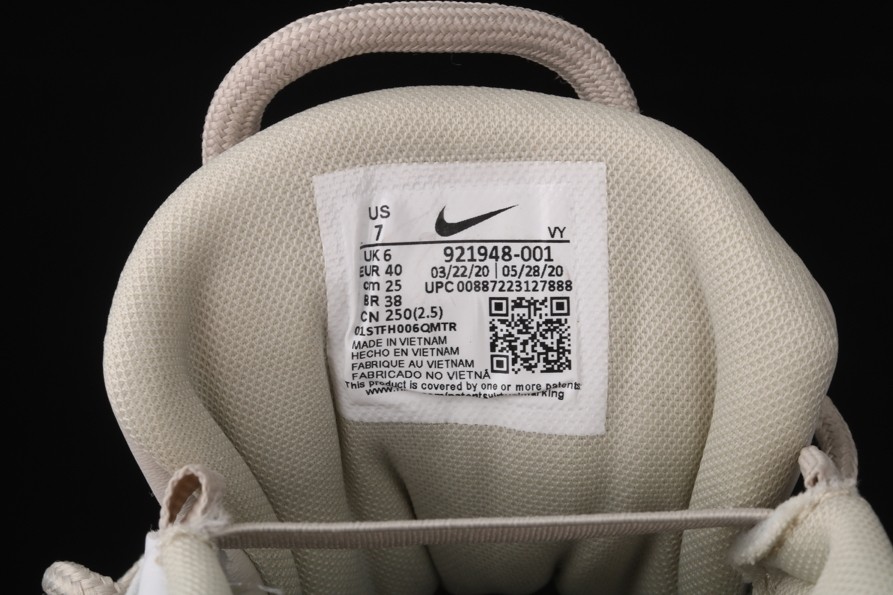 US
7
VY
UK 6
921948-001
EUR 40
03/22/20 | 05/28/20
cm 25
UPC 00887223127888
BR 38
CN 250(2.5)
01STFH006QMTR
MADE IN VIETNAM
HECHO EN VIETNAM
FABRIQUE AU VIETNAM
FABRICADO NO VIETNÃ
This product is covered by one or more patents